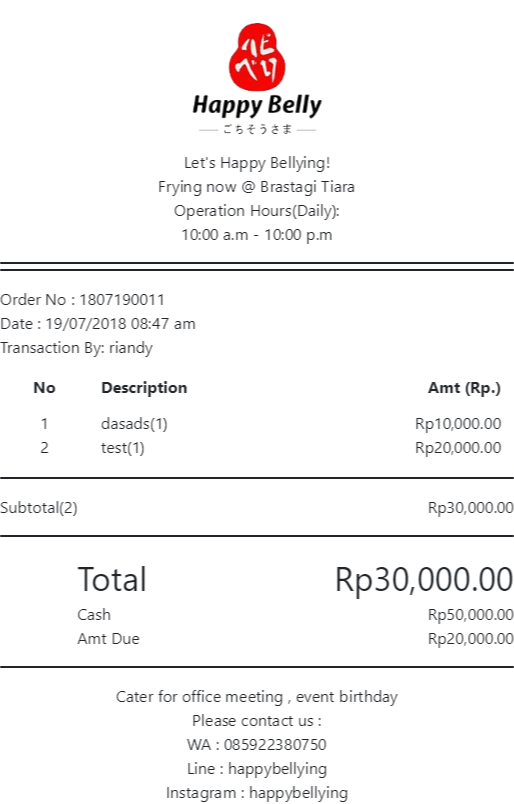 ハピ
べり
Happy Belly
ごちそうさま
Let's Happy Bellying!
Frying now @ Brastagi Tiara
Operation Hours(Daily):
10:00 a.m - 10:00 p.m
Order No : 1807190011
Date : 19/07/2018 08:47 am
Transaction By: riandy
No Description Amt (Rp.)
1 dasads(1) Rp10,000.00
2 test(1) Rp20,000.00
Subtotal(2) Rp30,000.00
Total Rp30,000.00
Cash Rp50,000.00
Amt Due Rp20,000.00
Cater for office meeting , event birthday
Please contact us :
WA : 085922380750
Line : happybellying
Instagram : happybellying